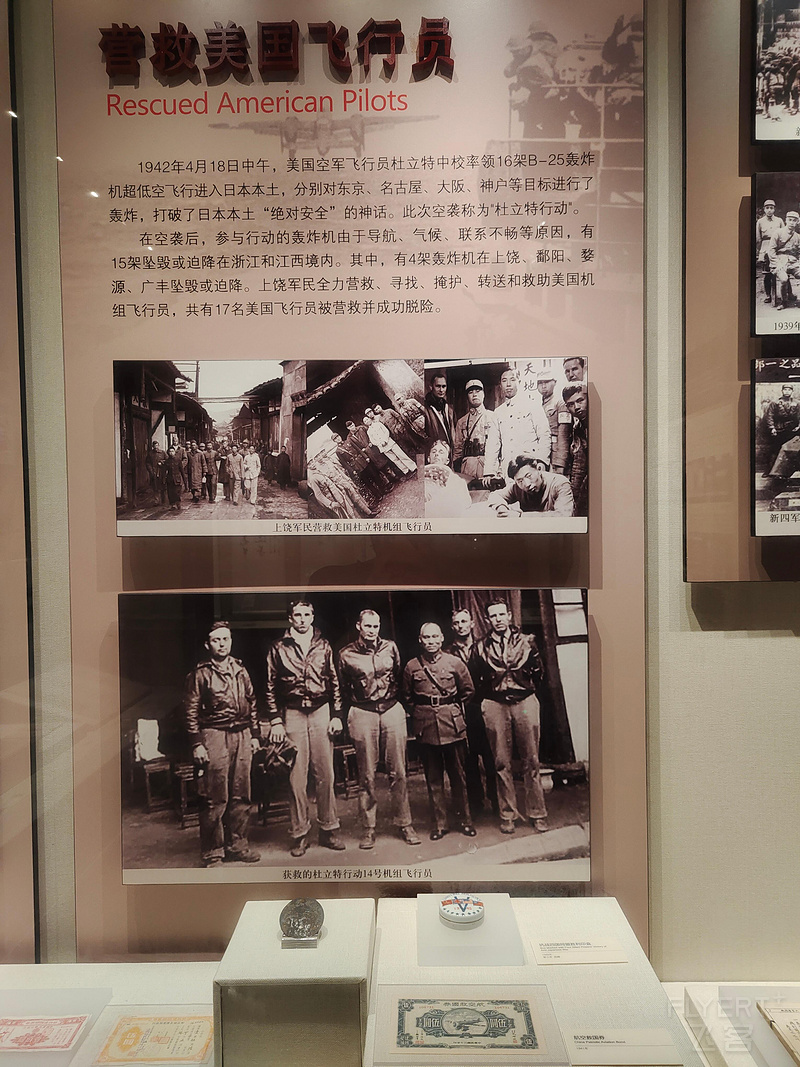 营救美国飞行员
Rescued American Pilots
1942年4月18日中午，美国空军飞行员杜立特中校率领16架B-25轰炸
机超低空飞行进入日本本土，分别对东京、名古屋、大阪、神户等目标进行了
轰炸，打破了日本本土“绝对安全”的神话。此次空袭称为"杜立特行动"。
在空袭后，参与行动的轰炸机由于导航、气候、联系不畅等原因，有
15架坠毁或迫降在浙江和江西境内。其中，有4架轰炸机在上饶、鄱阳、婺
源、广丰坠毁或迫降。上饶军民全力营救、寻找、掩护、转送和救助美国机
组飞行员，共有17名美国飞行员被营救并成功脱险。
天地
上饶军民营救美国杜立特机组飞行员
获救的杜立特行动14号机组飞行员
1939年
新四军
航空救国券
FLYERT
飞客